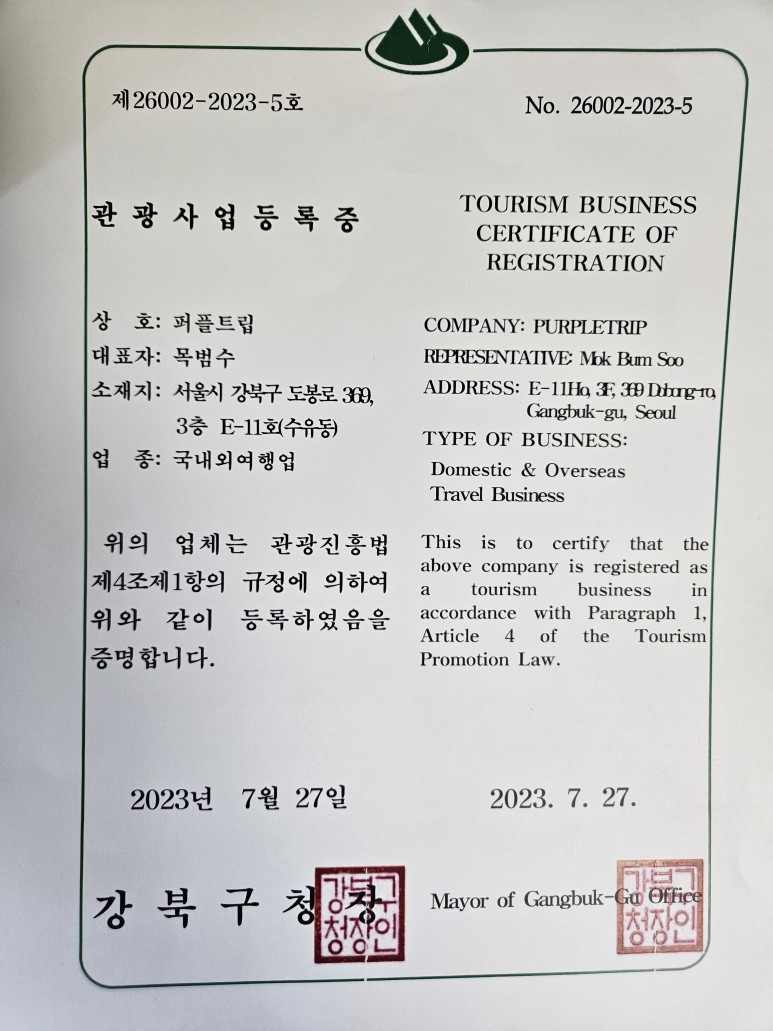 제26002-2023-5호
No. 26002-2023-5
관광사업등록증
TOURISM BUSINESS
CERTIFICATE OF
REGISTRATION
상 호: 퍼플트립
대표자: 목범수
소재지: 서울시 강북구 도봉로 369,
3층 E-11호(수유동)
업 종: 국내외여행업
COMPANY: PURPLETRIP
REPRESENTATIVE: Mok Bum Soo
ADDRESS: E-11Ho, 3F, 369 Dobong-ro,
Gangbuk-gu, Seoul
TYPE OF BUSINESS:
Domestic & Overseas
Travel Business
위의 업체는 관광진흥법
제4조제1항의 규정에 의하여
위와 같이 등록하였음을
증명합니다.
This is to certify that the
above company is registered as
a tourism business in
accordance with Paragraph 1,
Article 4 of the Tourism
Promotion Law.
2023년 7월 27일
2023. 7. 27.
강북구청장
강북구
청장인
Mayor of Gangbuk-Gu Office
강북구
청장인